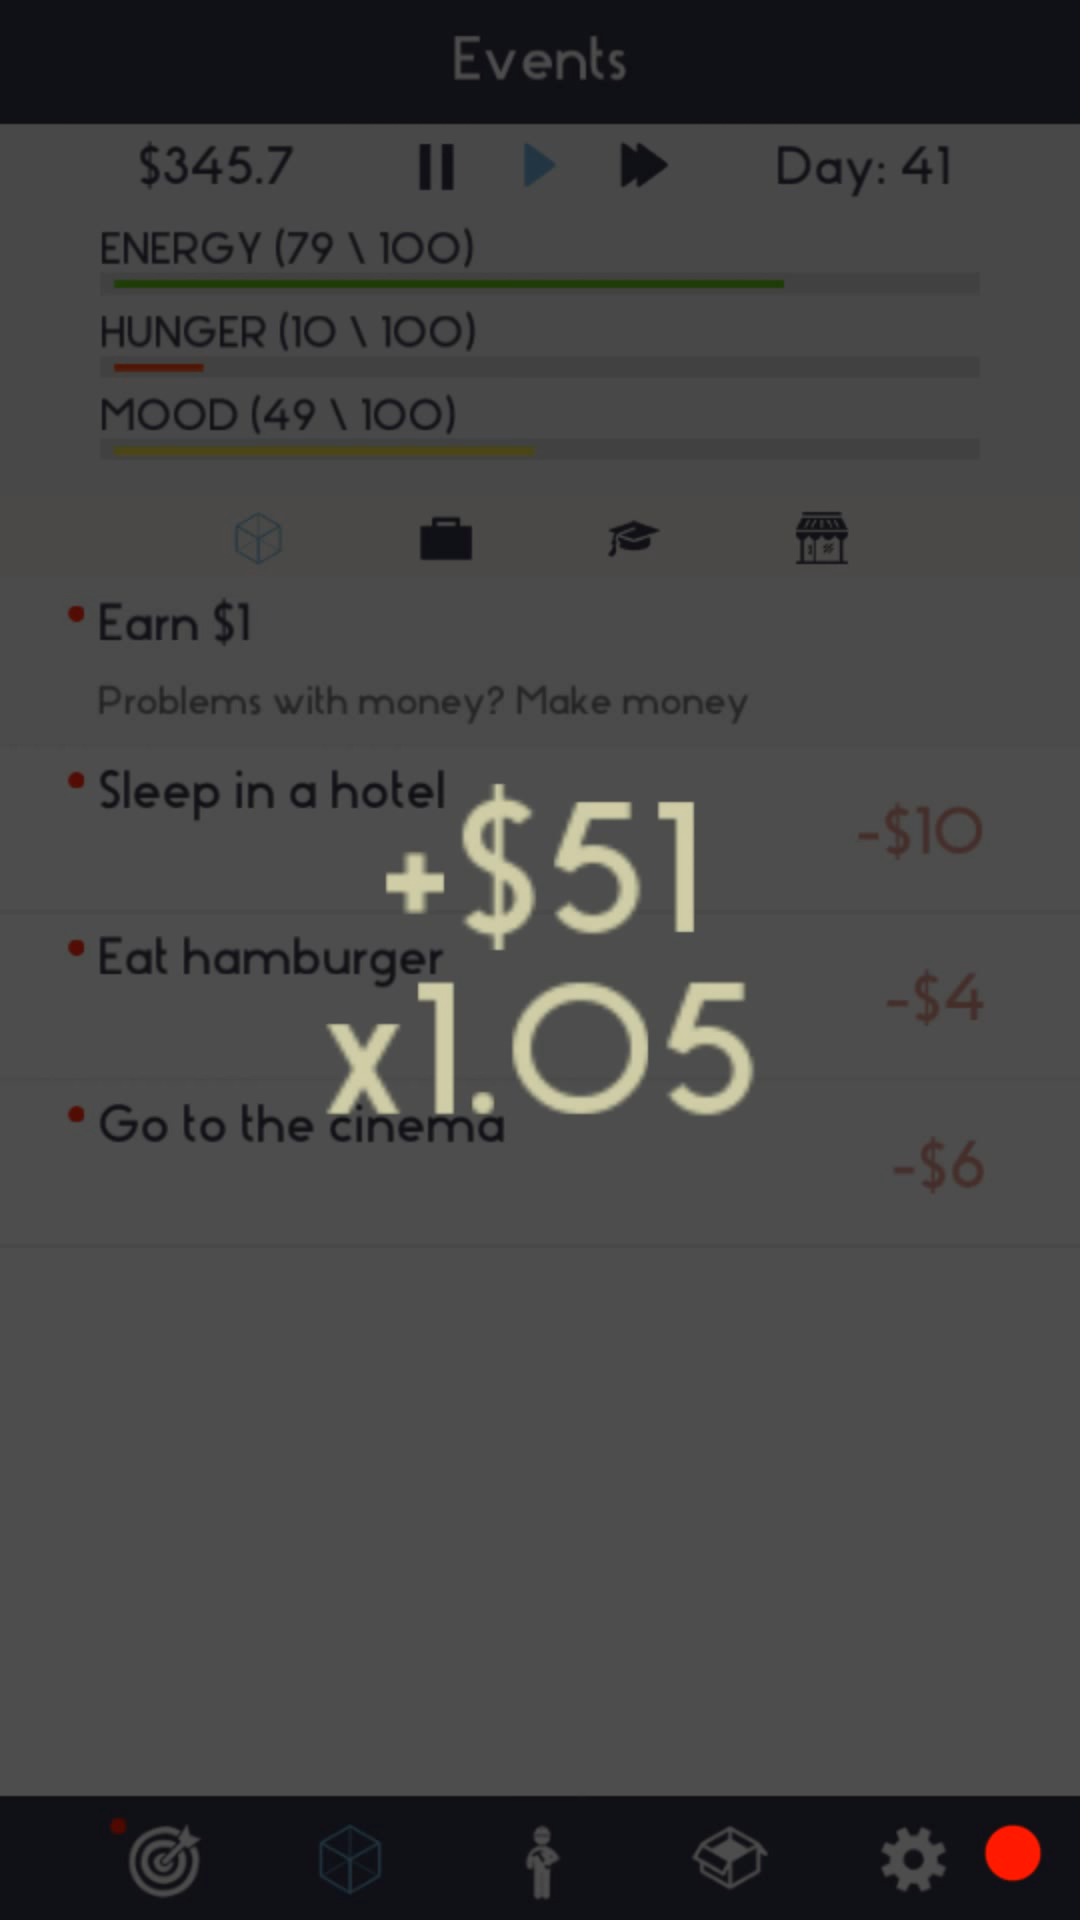 Events
$345.7 Day: 41
ENERGY (79 \ 100)
HUNGER (10 \ 100)
MOOD (49 \ 100)
Earn $1
Problems with money? Make money
Sleep in a hotel
-$10
+$51
Eat hamburger
-$4
x1.05
Go to the cinema
-$6